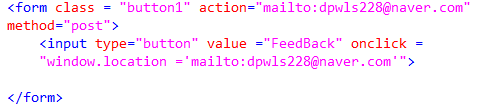 <form class = "button1" action="mailto:dpwls228@naver.com"
method="post">
<input type="button" value ="FeedBack" onclick =
"window.location ='mailto:dpwls228@naver.com'">
</form>